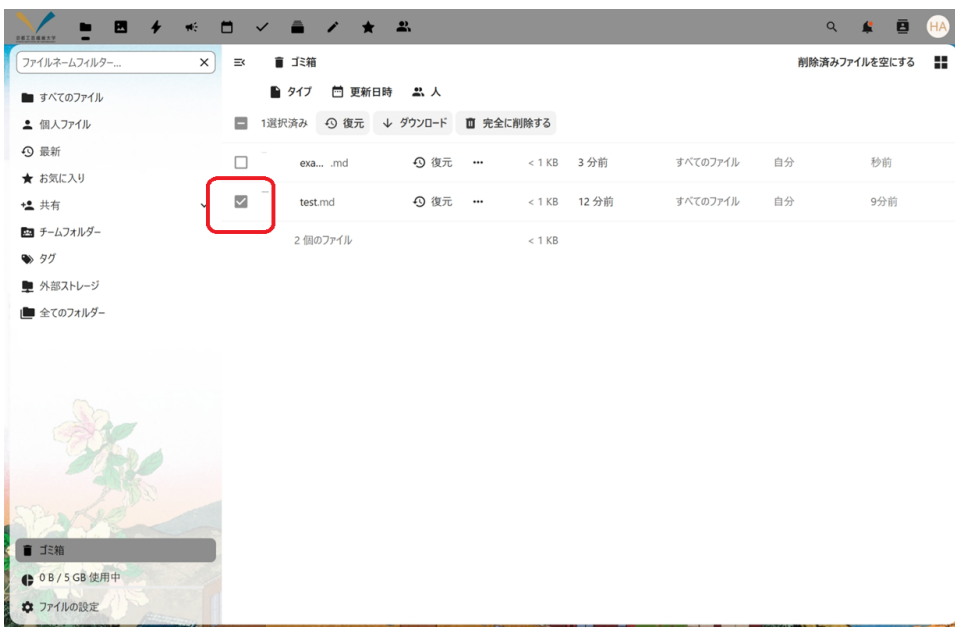 HA
ファイルネームフィルター...
すべてのファイル
個人ファイル
最新
お気に入り
共有
チームフォルダー
タグ
外部ストレージ
全てのフォルダー
ゴミ箱
0 B / 5 GB 使用中
ファイルの設定
ゴミ箱 削除済みファイルを空にする
タイプ 更新日時 人
1選択済み 復元 ダウンロード 完全に削除する
exa... .md 復元 ••• < 1 KB 3 分前 すべてのファイル 自分 秒前
test.md 復元 ••• < 1 KB 12 分前 すべてのファイル 自分 9分前
2 個のファイル < 1 KB